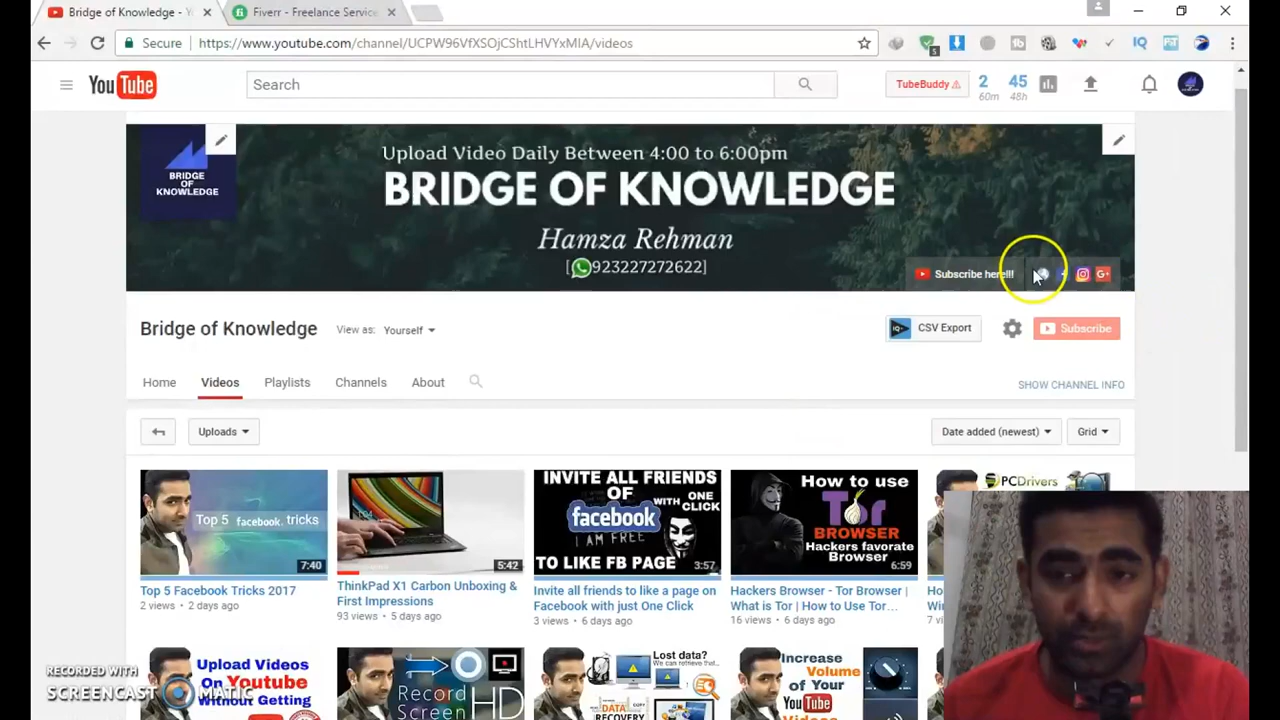 Bridge of Knowledge - Y
Fiverr - Freelance Service
Secure
https://www.youtube.com/channel/UCPW96VfXSOjCShtLHVYxMIA/videos
5
IQ
YouTube
Search
TubeBuddy
2
60m
45
48h
BRIDGE
OF
KNOWLEDGE
Upload Video Daily Between 4:00 to 6:00pm
BRIDGE OF KNOWLEDGE
Hamza Rehman
[923227272622]
Subscribe here!!!
G+
Bridge of Knowledge
View as: Yourself
CSV Export
Subscribe
Home
Videos
Playlists
Channels
About
SHOW CHANNEL INFO
Uploads
Date added (newest)
Grid
Top 5 facebook. tricks
7:40
Top 5 Facebook Tricks 2017
2 views • 2 days ago
5:42
ThinkPad X1 Carbon Unboxing &
First Impressions
93 views • 5 days ago
INVITE ALL FRIENDS
OF WITH ONE
CLICK
facebook
I AM FREE
TO LIKE FB PAGE
3:57
Invite all friends to like a page on
Facebook with just One Click
3 views • 6 days ago
How to use
Tor
BROWSER
Hackers favorate
Browser
6:59
Hackers Browser - Tor Browser |
What is Tor | How to Use Tor...
16 views • 6 days ago
PCDrivers
Upload Videos
On Youtube
Without Getting
Record
Screen HD
Lost data?
(We can retrieve that)
DATA
RECOVERY
Increase
Volume
of Your
YouTube
Videos
RECORDED WITH
SCREENCAST MATIC